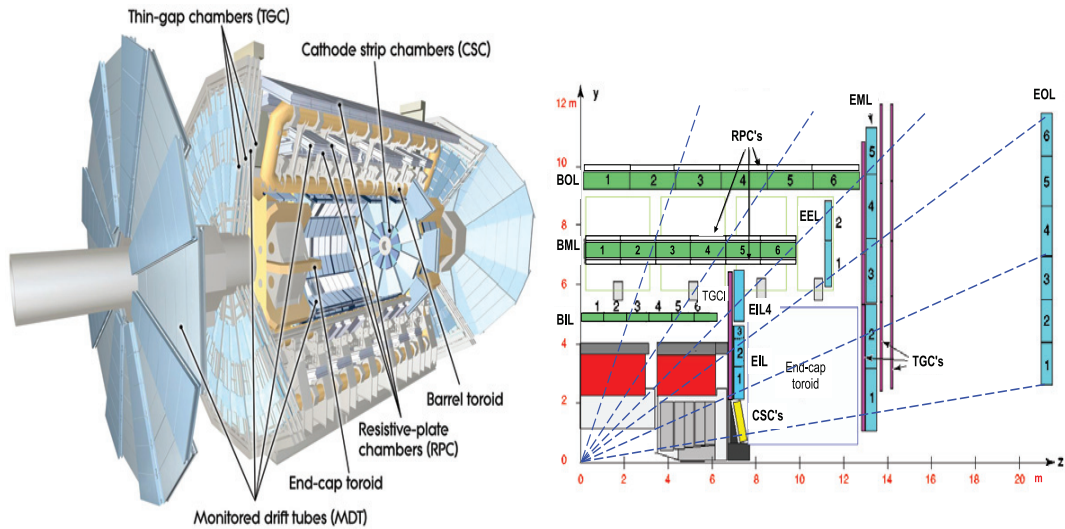 Thin-gap chambers (TGC)
Cathode strip chambers (CSC)
Barrel toroid
Resistive-plate
chambers (RPC)
End-cap toroid
Monitored drift tubes (MDT)
y
12 m
EML
EOL
RPC's
10
BOL
1 2 3 4 5 6
8
EEL
2
1
BML
1 2 3 4 5 6
6
TGCI
1 2 3 4 5 6
BIL
EIL4
4
3
2
1
EIL
End-cap
toroid
TGC's
2
CSC's
5
4
3
2
1
6
5
4
3
2
1
0
0 2 4 6 8 10 12 14 16 18 20
z
m